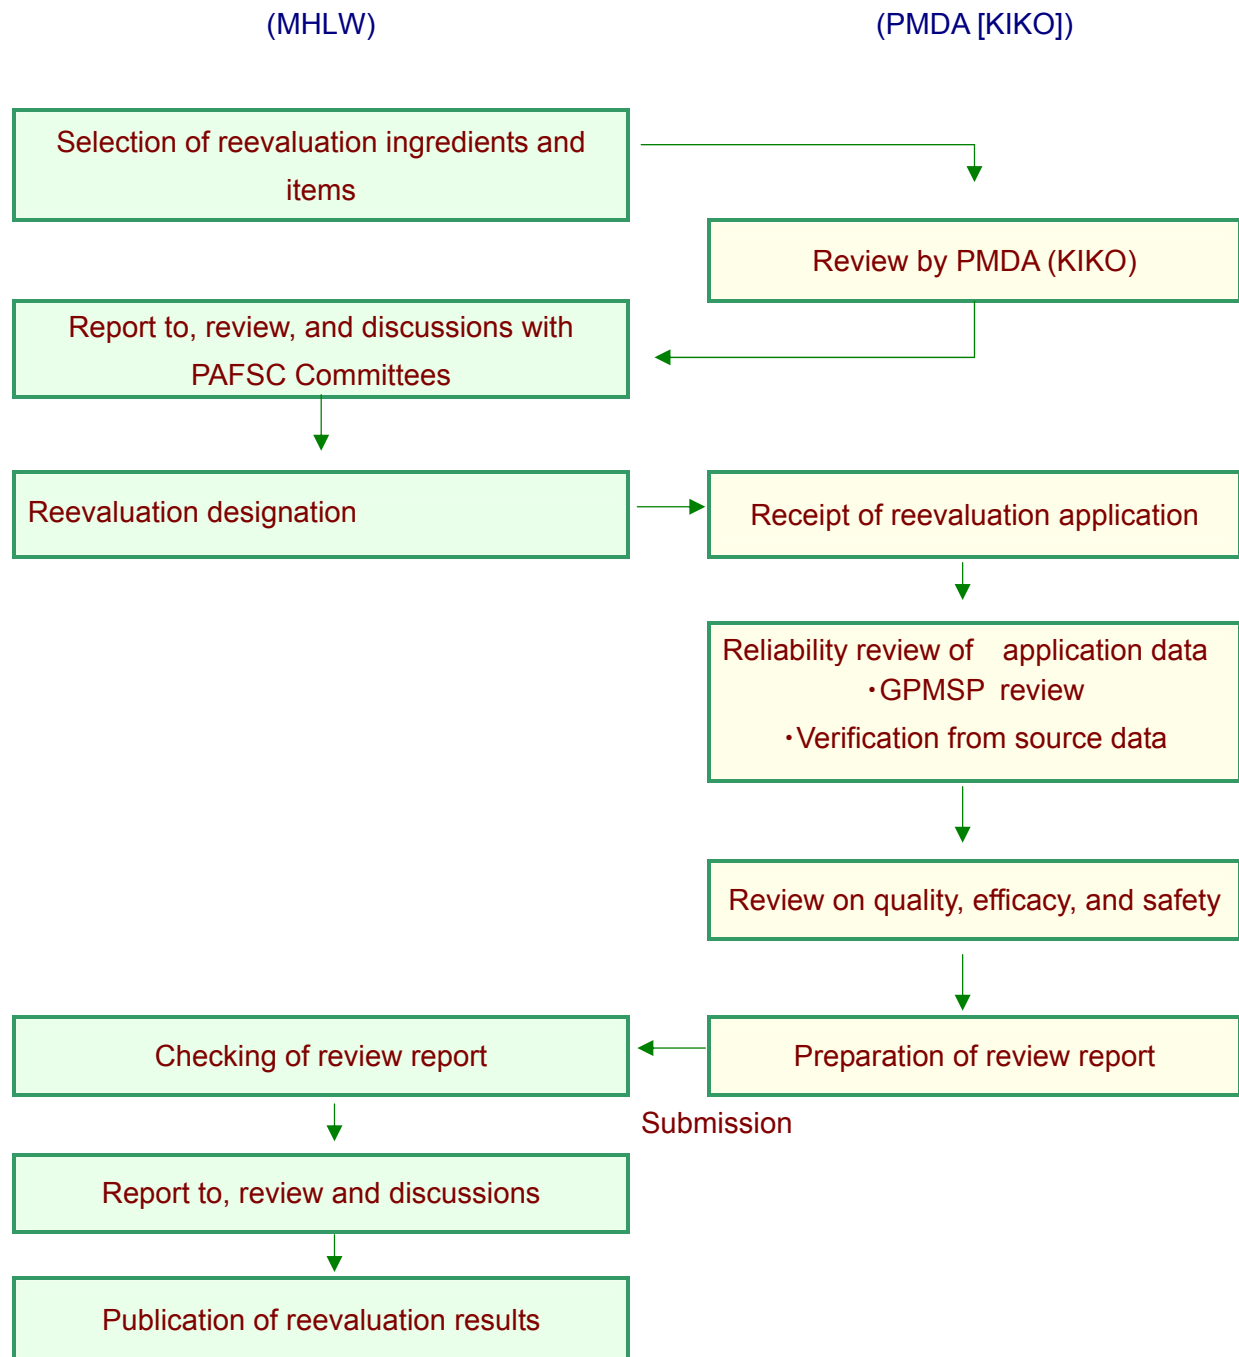 (MHLW)
(PMDA [KIKO])
Selection of reevaluation ingredients and
items
Review by PMDA (KIKO)
Report to, review, and discussions with
PAFSC Committees
Reevaluation designation
Receipt of reevaluation application
Reliability review of application data
・GPMSP review
・Verification from source data
Review on quality, efficacy, and safety
Checking of review report
Preparation of review report
Submission
Report to, review and discussions
Publication of reevaluation results